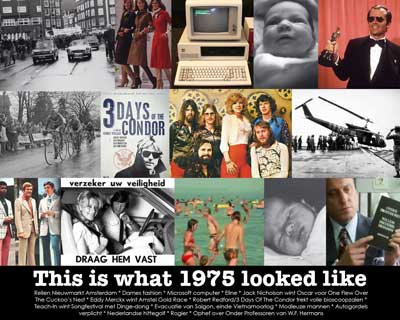 3 DAYS OF THE
CONDOR
verzeker uw veiligheid
DRAAG HEM VAST
This is what 1975 looked like
Rellen Nieuwmarkt Amsterdam * Dames fashion * Microsoft computer * Eline * Jack Nicholson wint Oscar voor One Flew Over
The Cuckoo's Nest * Eddy Merckx wint Amstel Gold Race * Robert Redford/3 Days Of The Condor trekt volle bioscoopzalen *
Teach-In wint Songfestival met Dinge-dong * Evacuatie van Saigon, einde Vietnamoorlog * Modieuze mannen * Autogordels
verplicht * Nederlandse hittegolf * Rogier * Ophef over Onder Professoren van W.F. Hermans